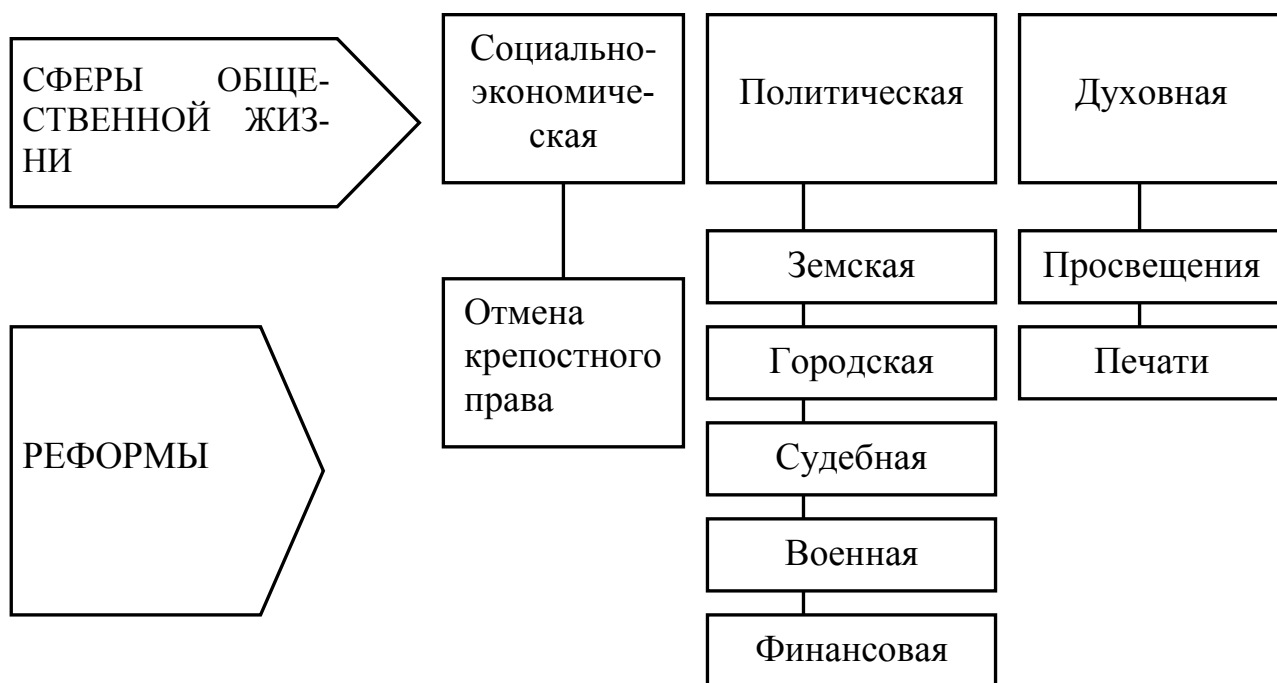 СФЕРЫ ОБЩЕ-
СТВЕННОЙ ЖИЗ-
НИ
Социально-
экономиче-
ская
Политическая
Духовная
РЕФОРМЫ
Отмена
крепостного
права
Земская
Городская
Судебная
Военная
Финансовая
Просвещения
Печати